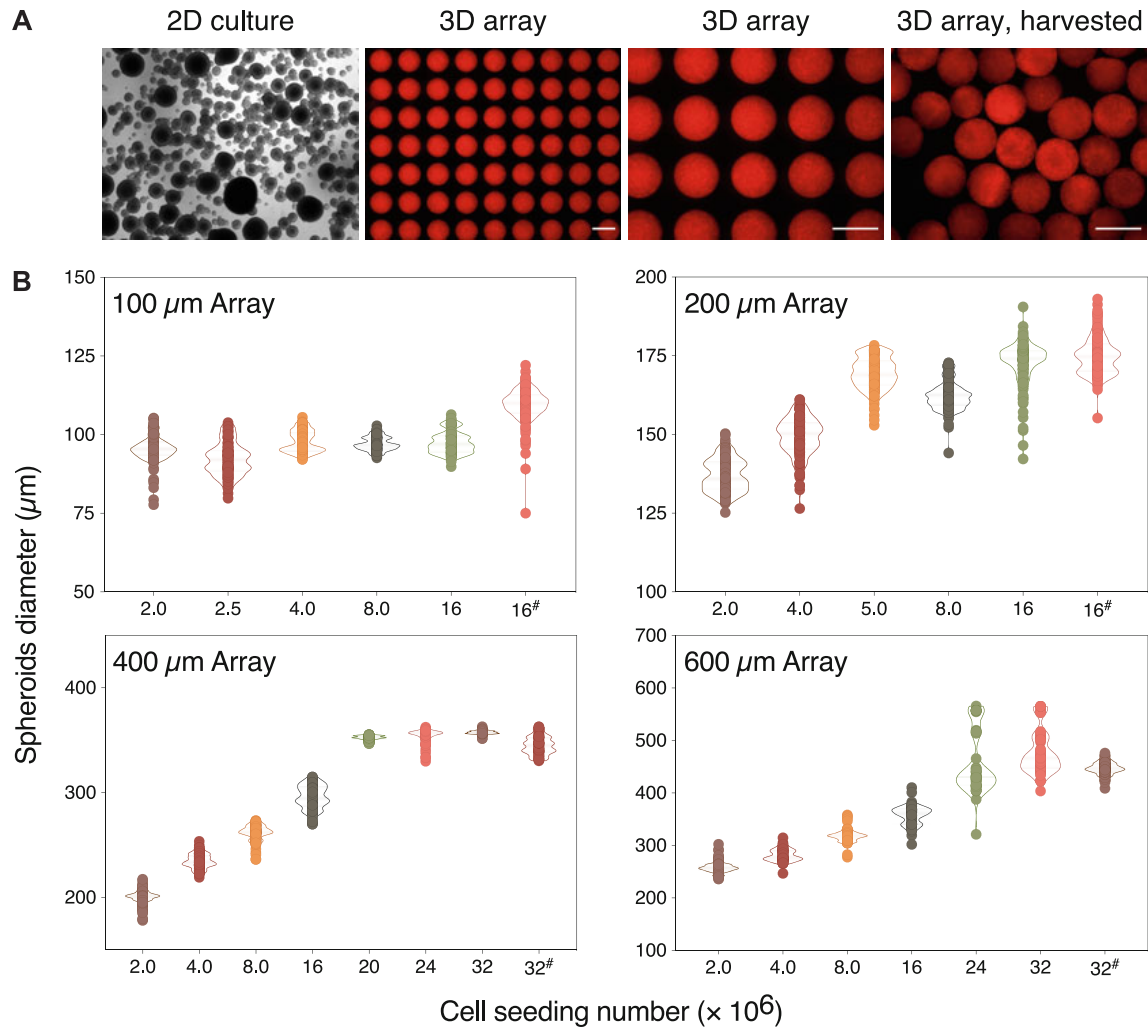 A
2D culture
3D array
3D array
3D array, harvested
B
Spheroids diameter (µm)
100 µm Array
150
125
100
75
50
2.0 2.5 4.0 8.0 16 16#
200 µm Array
200
175
150
125
100
2.0 4.0 5.0 8.0 16 16#
400 µm Array
400
300
200
2.0 4.0 8.0 16 20 24 32 32#
600 µm Array
700
600
500
400
300
200
100
2.0 4.0 8.0 16 24 32 32#
Cell seeding number (× 10⁶)